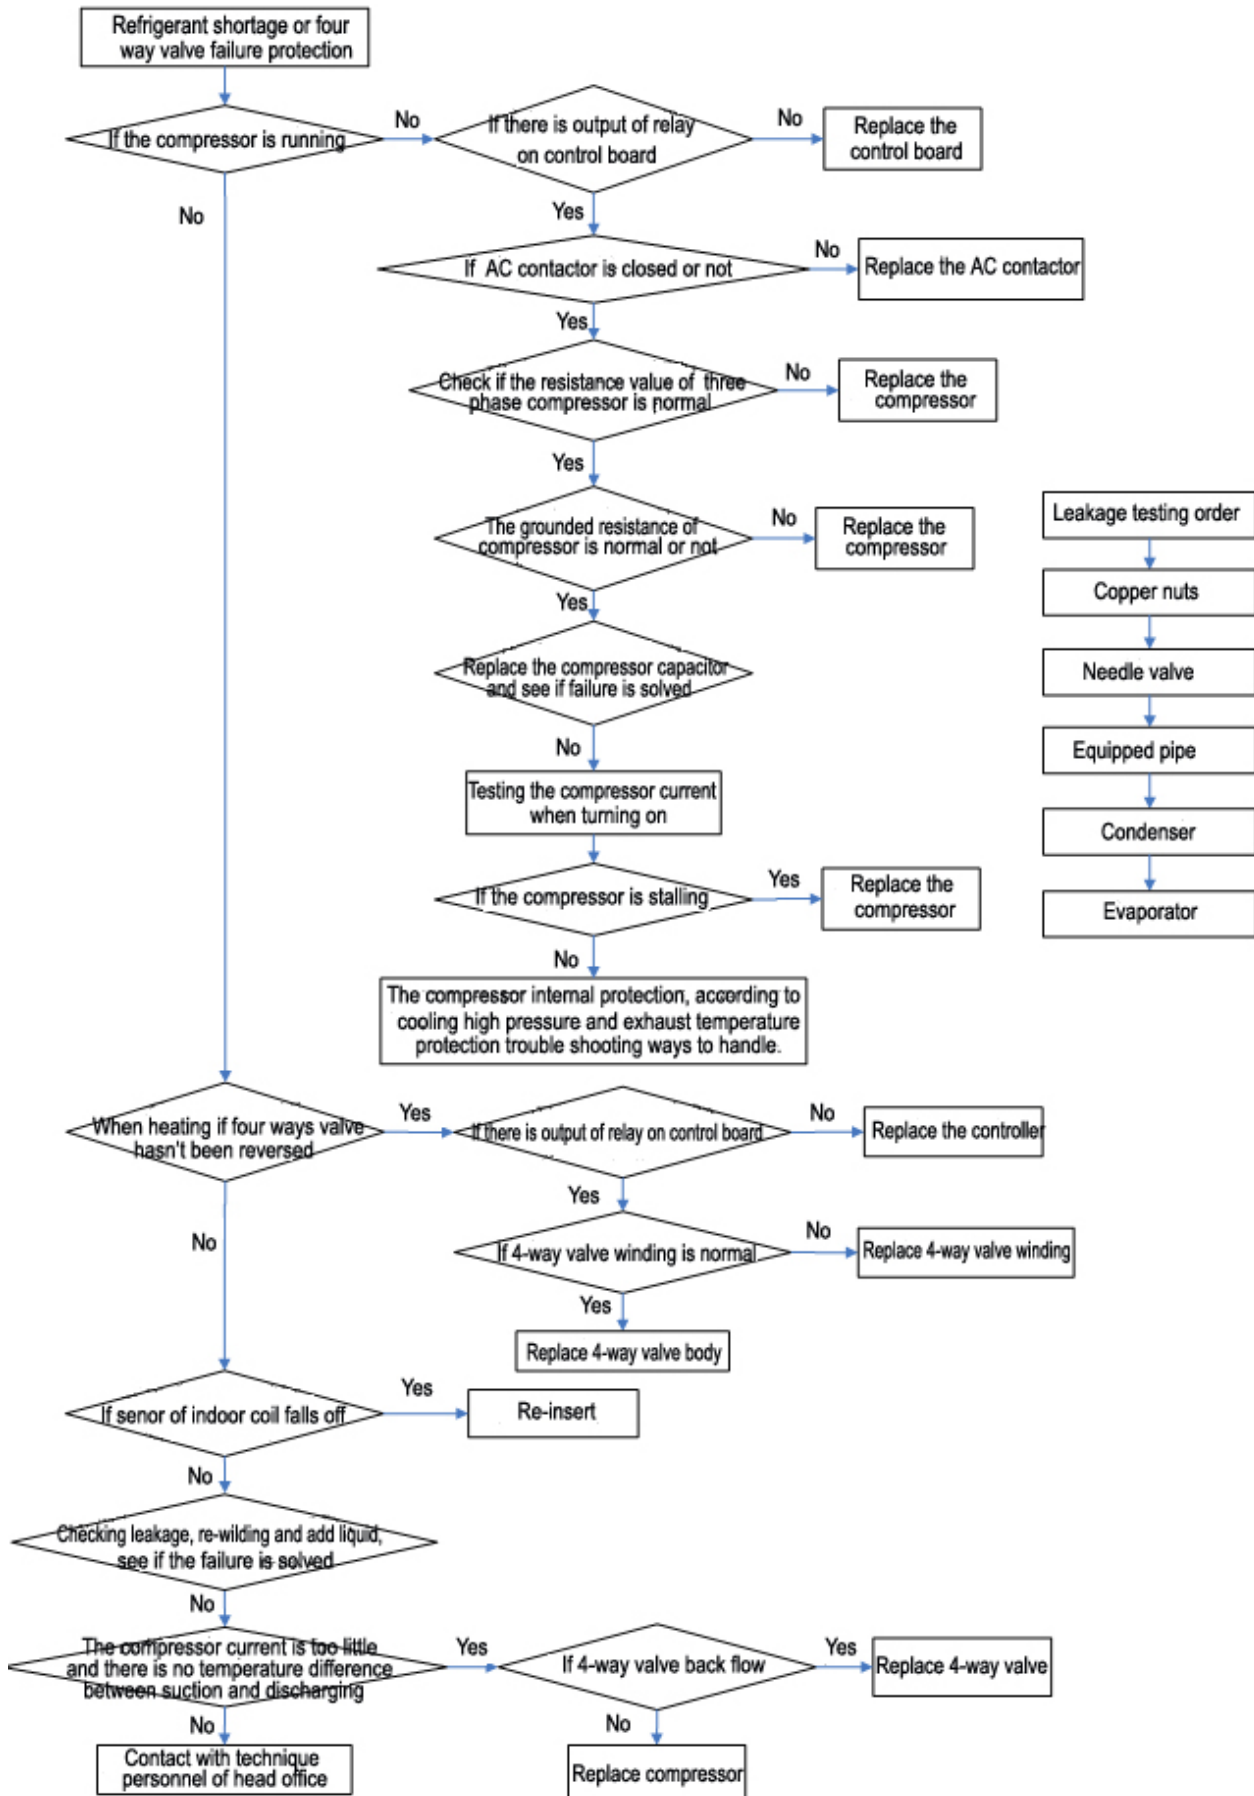 Refrigerant shortage or four
way valve failure protection
If the compressor is running
No
If there is output of relay
on control board
No
Replace the
control board
No
Yes
If AC contactor is closed or not
No
Replace the AC contactor
Yes
Check if the resistance value of three
phase compressor is normal
No
Replace the
compressor
Yes
The grounded resistance of
compressor is normal or not
No
Replace the
compressor
Yes
Replace the compressor capacitor
and see if failure is solved
No
Testing the compressor current
when turning on
If the compressor is stalling
Yes
Replace the
compressor
No
The compressor internal protection, according to
cooling high pressure and exhaust temperature
protection trouble shooting ways to handle.
Leakage testing order
Copper nuts
Needle valve
Equipped pipe
Condenser
Evaporator
When heating if four ways valve
hasn't been reversed
Yes
If there is output of relay on control board
No
Replace the controller
Yes
If 4-way valve winding is normal
No
Replace 4-way valve winding
Yes
Replace 4-way valve body
No
If senor of indoor coil falls off
Yes
Re-insert
No
Checking leakage, re-wilding and add liquid,
see if the failure is solved
No
The compressor current is too little
and there is no temperature difference
between suction and discharging
Yes
If 4-way valve back flow
Yes
Replace 4-way valve
No
Replace compressor
No
Contact with technique
personnel of head office